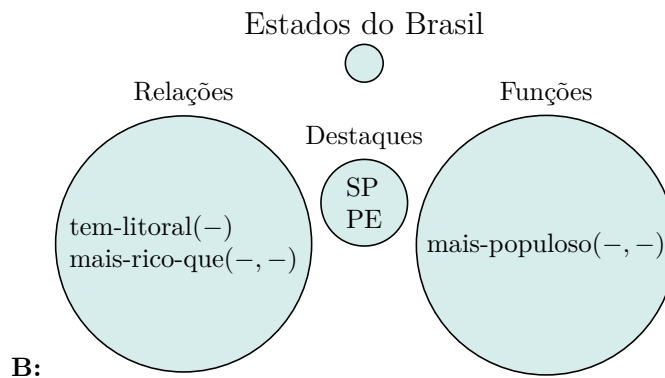 Estados do Brasil
Relações
Funções
Destaques
SP
PE
tem-litoral(−)
mais-rico-que(−, −)
mais-populoso(−, −)
B: